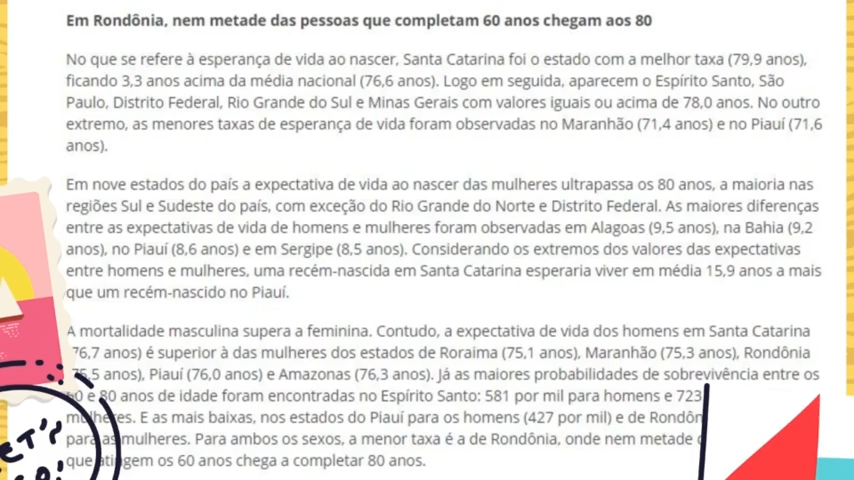 Em Rondônia, nem metade das pessoas que completam 60 anos chegam aos 80
No que se refere à esperança de vida ao nascer, Santa Catarina foi o estado com a melhor taxa (79,9 anos),
ficando 3,3 anos acima da média nacional (76,6 anos). Logo em seguida, aparecem o Espírito Santo, São
Paulo, Distrito Federal, Rio Grande do Sul e Minas Gerais com valores iguais ou acima de 78,0 anos. No outro
extremo, as menores taxas de esperança de vida foram observadas no Maranhão (71,4 anos) e no Piauí (71,6
anos).
Em nove estados do país a expectativa de vida ao nascer das mulheres ultrapassa os 80 anos, a maioria nas
regiões Sul e Sudeste do país, com exceção do Rio Grande do Norte e Distrito Federal. As maiores diferenças
entre as expectativas de vida de homens e mulheres foram observadas em Alagoas (9,5 anos), na Bahia (9,2
anos), no Piauí (8,6 anos) e em Sergipe (8,5 anos). Considerando os extremos dos valores das expectativas
entre homens e mulheres, uma recém-nascida em Santa Catarina esperaria viver em média 15,9 anos a mais
que um recém-nascido no Piauí.
A mortalidade masculina supera a feminina. Contudo, a expectativa de vida dos homens em Santa Catarina
76,7 anos) é superior à das mulheres dos estados de Roraima (75,1 anos), Maranhão (75,3 anos), Rondônia
75,5 anos), Piauí (76,0 anos) e Amazonas (76,3 anos). Já as maiores probabilidades de sobrevivência entre os
e 80 anos de idade foram encontradas no Espírito Santo: 581 por mil para homens e 723
mulheres. E as mais baixas, nos estados do Piauí para os homens (427 por mil) e de Rondôn
para as mulheres. Para ambos os sexos, a menor taxa é a de Rondônia, onde nem metade
que atingem os 60 anos chega a completar 80 anos.
ET'S
GO!